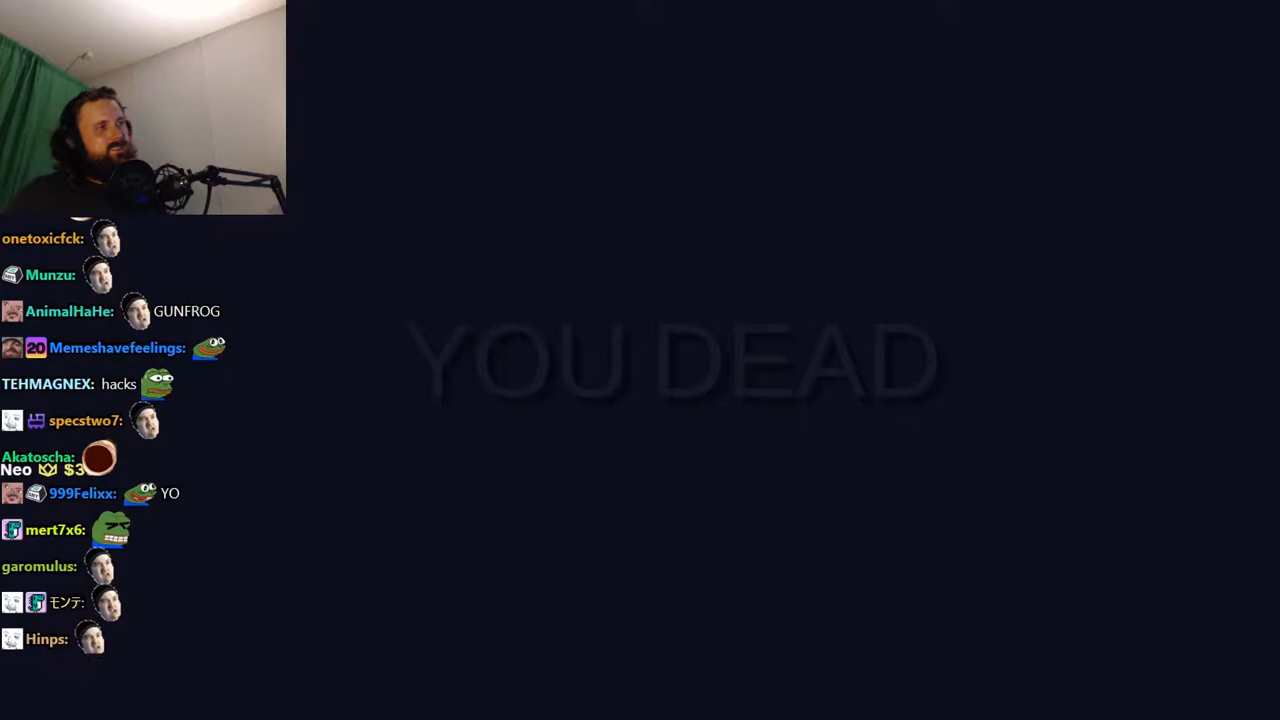 onetoxicfck:
Munzu:
AnimalHaHe: GUNFROG
20 Memeshavefeelings:
TEHMAGNEX: hacks
specstwo7:
Akatoscha:
Neo $3
999Felixx: YO
mert7x6:
garomulus:
モンテ:
Hinps:
YOU DEAD